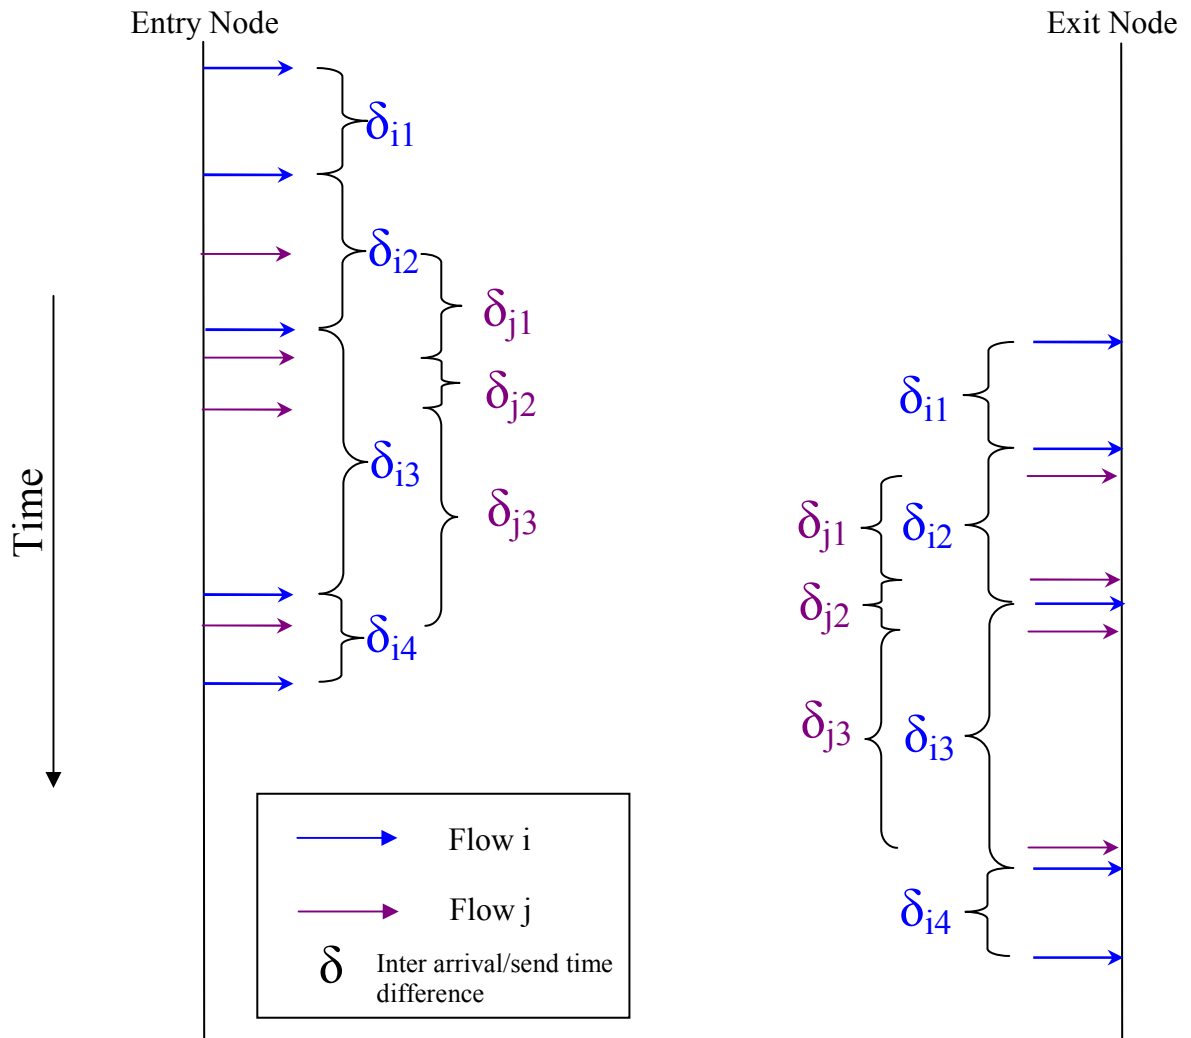 Entry Node
Exit Node
δi1
δi2
δj1
δj2
δi3
δj3
δi4
Time
δi1
δj1
δi2
δj2
δj3
δi3
δi4
Flow i
Flow j
δ Inter arrival/send time
difference